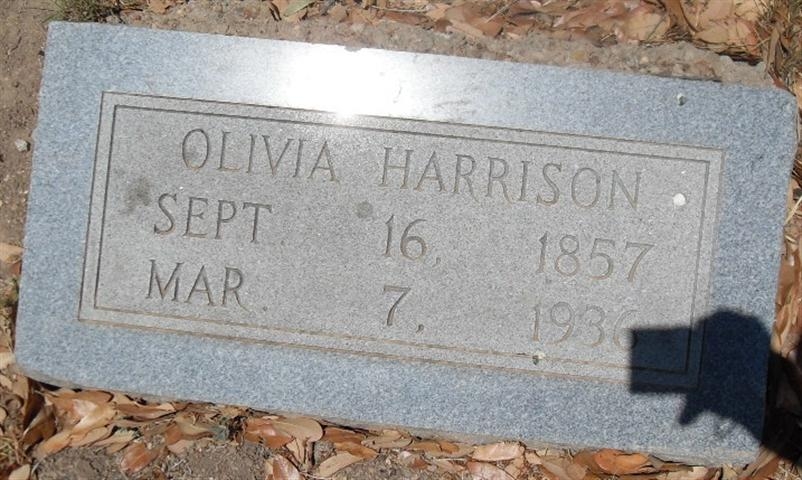 OLIVIA HARRISON
SEPT. 16, 1857
MAR. 7, 1936